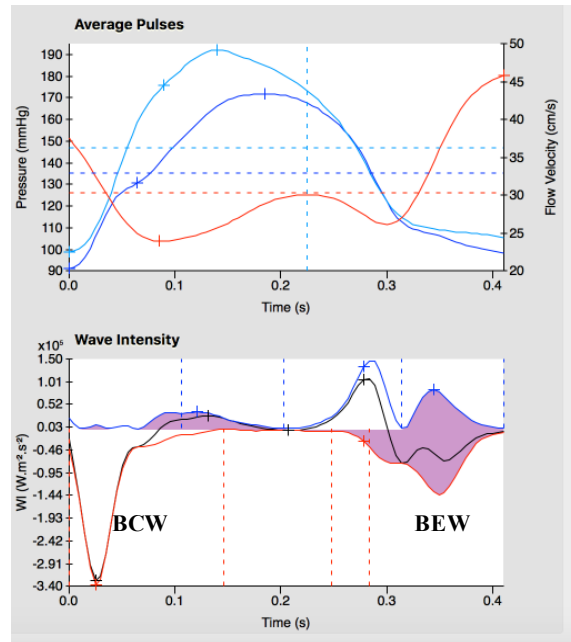 Average Pulses
Pressure (mmHg)
190
180
170
160
150
140
130
120
110
100
90
50
45
40
35
30
25
20
Flow Velocity (cm/s)
0.0 0.1 0.2 0.3 0.4
Time (s)
Wave Intensity
x10⁵
WI (W.m².s²)
1.50
1.01
0.52
0.03
-0.46
-0.95
-1.44
-1.93
-2.42
-2.91
-3.40
BCW BEW
0.0 0.1 0.2 0.3 0.4
Time (s)